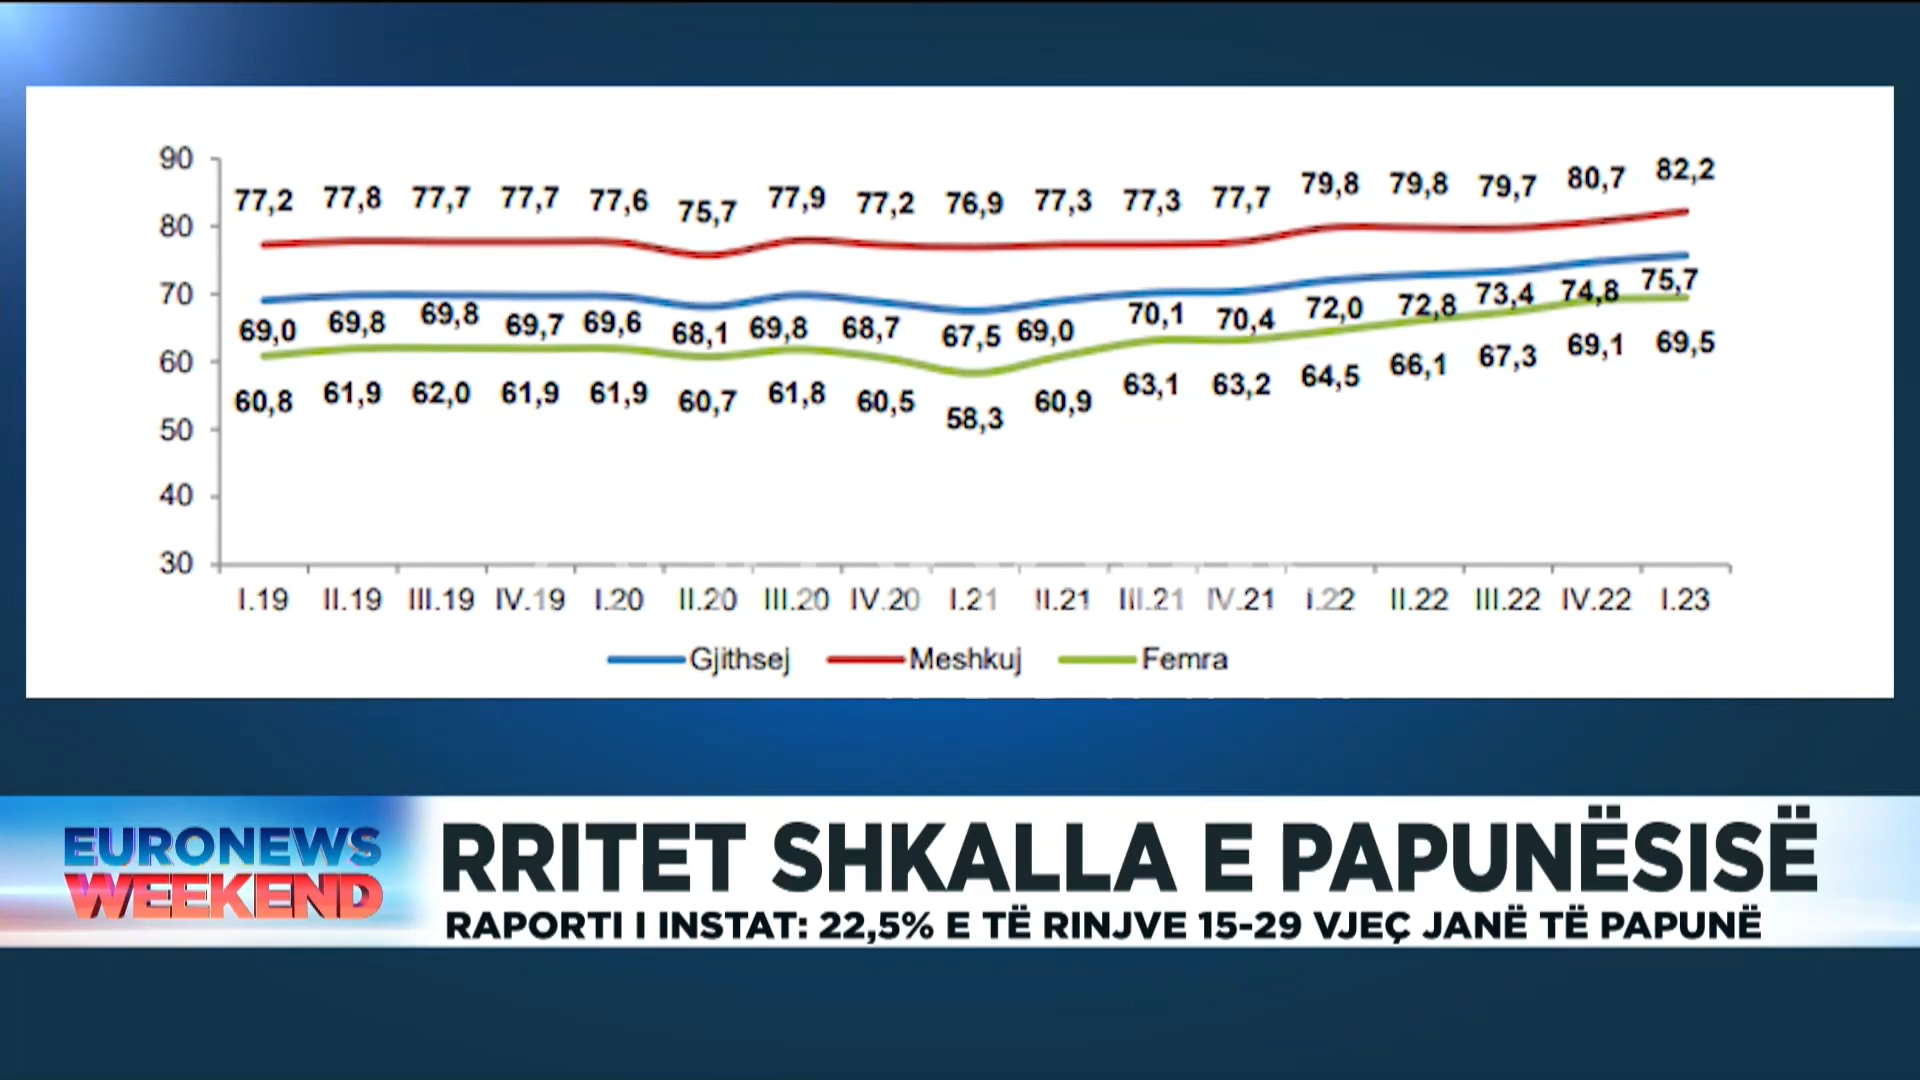 90
77,2 77,8 77,7 77,7 77,6 75,7 77,9 77,2 76,9 77,3 77,3 77,7 79,8 79,8 79,7 80,7 82,2
80
70
69,0 69,8 69,8 69,7 69,6 68,1 69,8 68,7 67,5 69,0 70,1 70,4 72,0 72,8 73,4 74,8 75,7
60
60,8 61,9 62,0 61,9 61,9 60,7 61,8 60,5 58,3 60,9 63,1 63,2 64,5 66,1 67,3 69,1 69,5
50
40
30
I.19 II.19 III.19 IV.19 I.20 II.20 III.20 IV.20 I.21 II.21 III.21 IV.21 I.22 II.22 III.22 IV.22 I.23
Gjithsej Meshkuj Femra
EURONEWS
WEEKEND
RRITET SHKALLA E PAPUNËSISË
RAPORTI I INSTAT: 22,5% E TË RINJVE 15-29 VJEÇ JANË TË PAPUNË